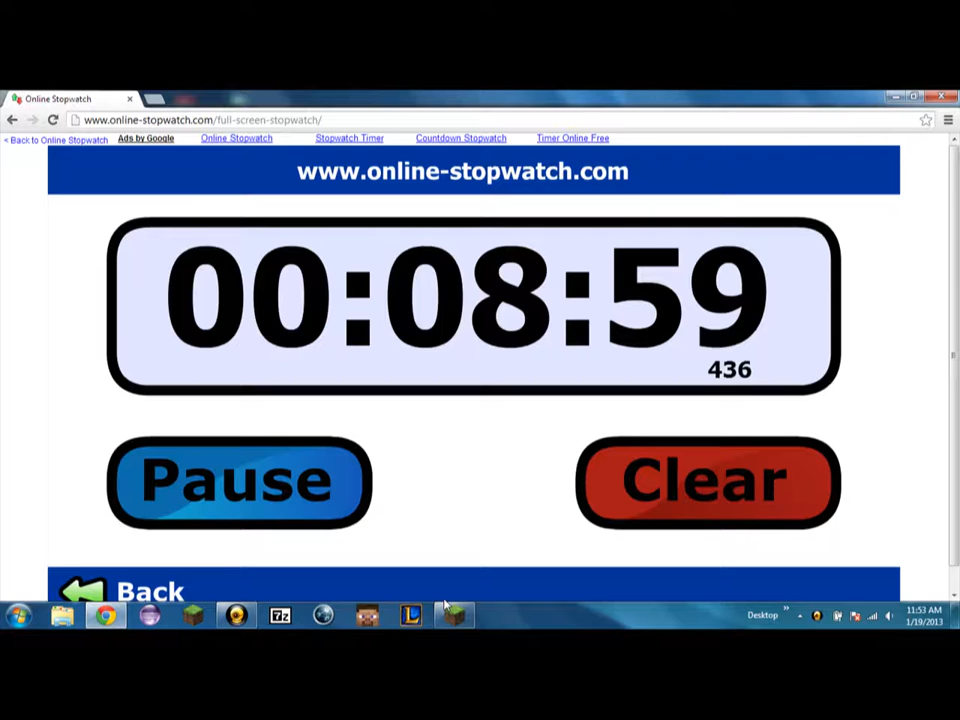 Online Stopwatch
www.online-stopwatch.com/full-screen-stopwatch/
< Back to Online Stopwatch Ads by Google Online Stopwatch Stopwatch Timer Countdown Stopwatch Timer Online Free
www.online-stopwatch.com
00:08:59
436
Pause Clear
Back
7z L Desktop 11:53 AM
1/19/2013